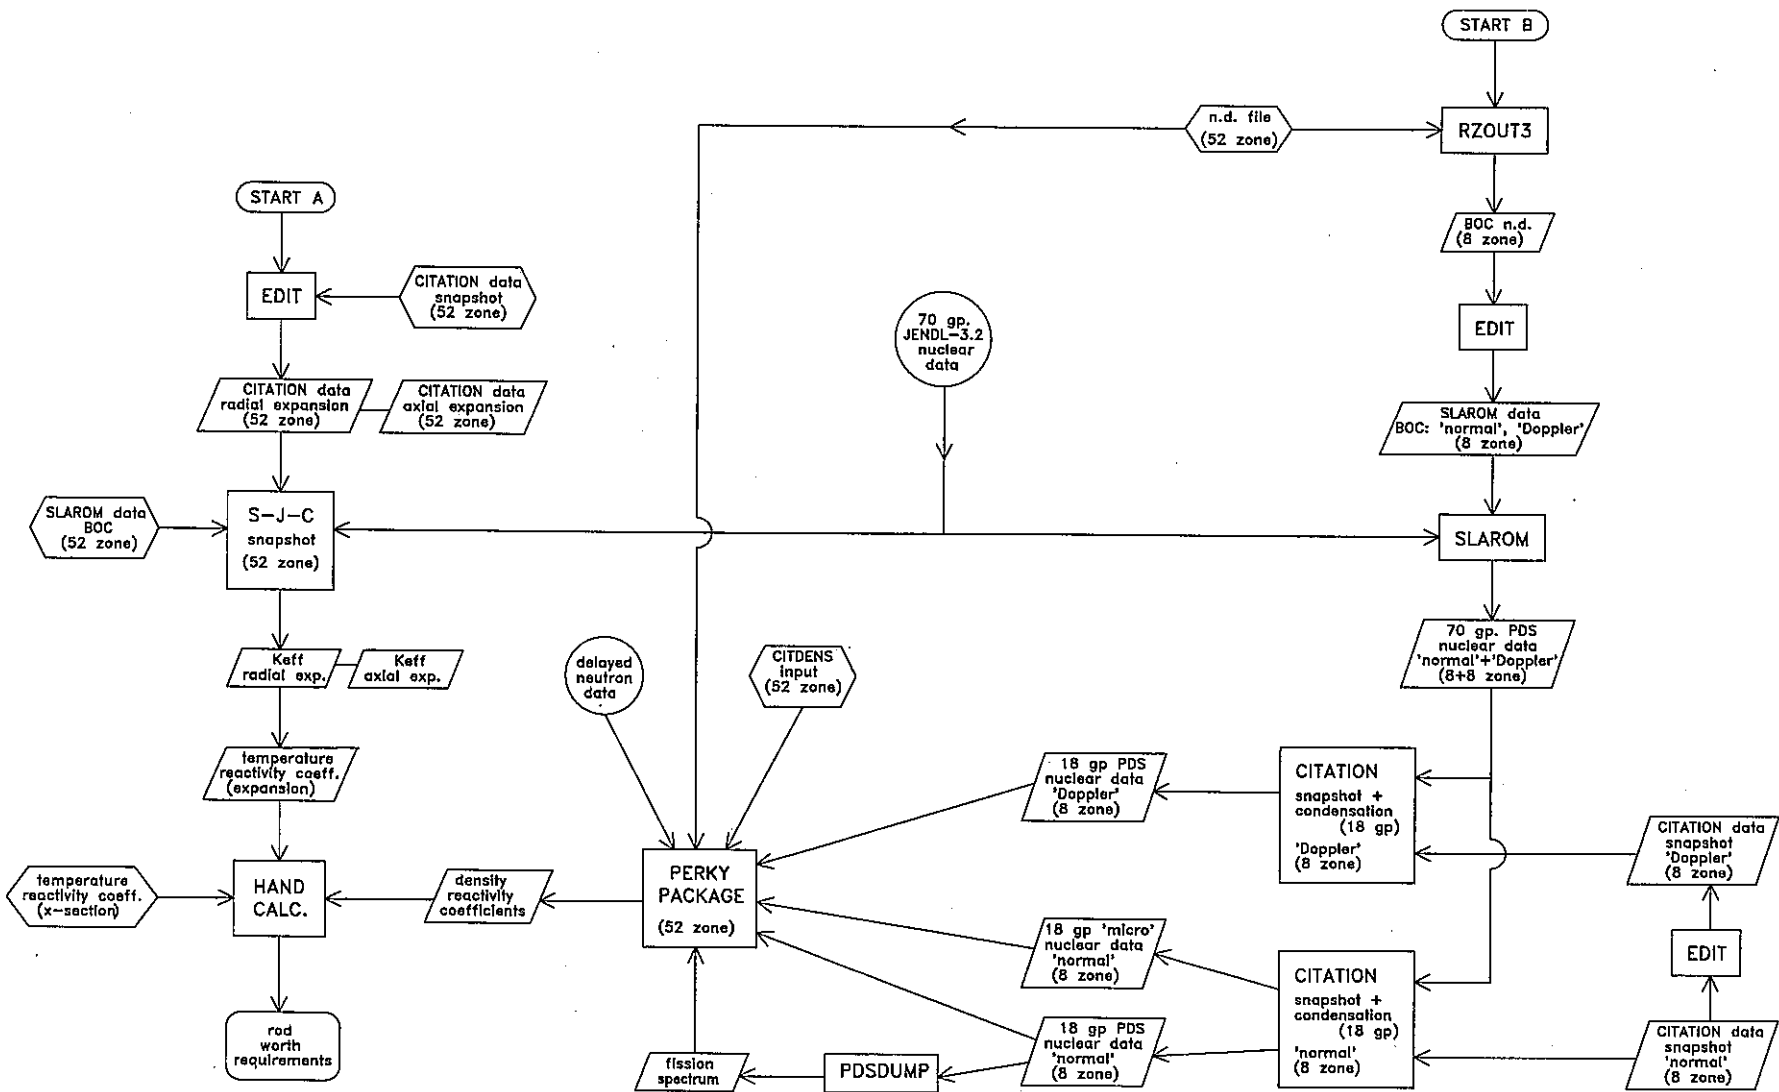 START B
n.d. file
(52 zone)
RZOUT3
START A
BOC n.d.
(8 zone)
EDIT
CITATION data
snapshot
(52 zone)
EDIT
70 gp.
JENDL-3.2
nuclear
data
CITATION data
radial expansion
(52 zone)
CITATION data
axial expansion
(52 zone)
SLAROM data
BOC: 'normal', 'Doppler'
(8 zone)
SLAROM data
BOC
(52 zone)
S-J-C
snapshot
(52 zone)
SLAROM
Keff
radial exp.
Keff
axial exp.
delayed
neutron
data
CITDENS
input
(52 zone)
70 gp. PDS
nuclear data
'normal'+'Doppler'
(8+8 zone)
temperature
reactivity coeff.
(expansion)
18 gp PDS
nuclear data
'Doppler'
(8 zone)
CITATION
snapshot +
condensation
(18 gp)
'Doppler'
(8 zone)
CITATION data
snapshot
'Doppler'
(8 zone)
temperature
reactivity coeff.
(x-section)
HAND
CALC.
density
reactivity
coefficients
PERKY
PACKAGE
(52 zone)
18 gp 'micro'
nuclear data
'normal'
(8 zone)
EDIT
CITATION
snapshot +
condensation
(18 gp)
'normal'
(8 zone)
rod
worth
requirements
fission
spectrum
PDSDUMP
18 gp PDS
nuclear data
'normal'
(8 zone)
CITATION data
snapshot
'normal'
(8 zone)